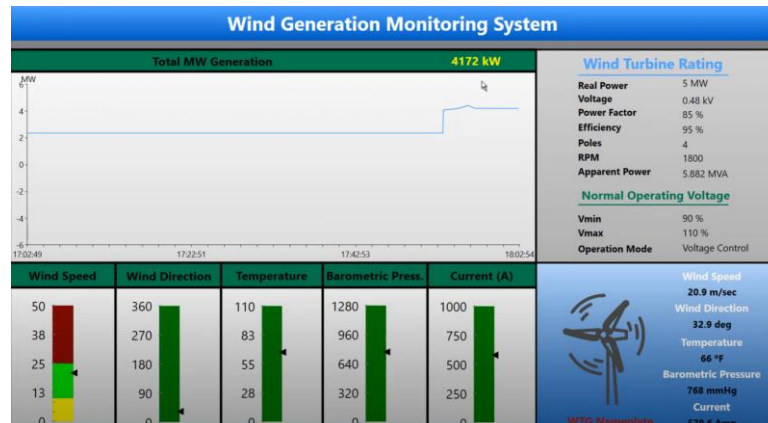 Wind Generation Monitoring System
Total MW Generation 4172 kW
MW
6
4
2
0
-2
-4
-6
17:02:49 17:22:51 17:42:53 18:02:54
Wind Turbine Rating
Real Power 5 MW
Voltage 0.48 kV
Power Factor 85 %
Efficiency 95 %
Poles 4
RPM 1800
Apparent Power 5.882 MVA
Normal Operating Voltage
Vmin 90 %
Vmax 110 %
Operation Mode Voltage Control
Wind Speed Wind Direction Temperature Barometric Press. Current (A)
50 360 110 1280 1000
38 270 83 960 750
25 180 55 640 500
13 90 28 320 250
0 0 0 0 0
Wind Speed
20.9 m/sec
Wind Direction
32.9 deg
Temperature
66 ºF
Barometric Pressure
768 mmHg
Current
WTG Nameplate